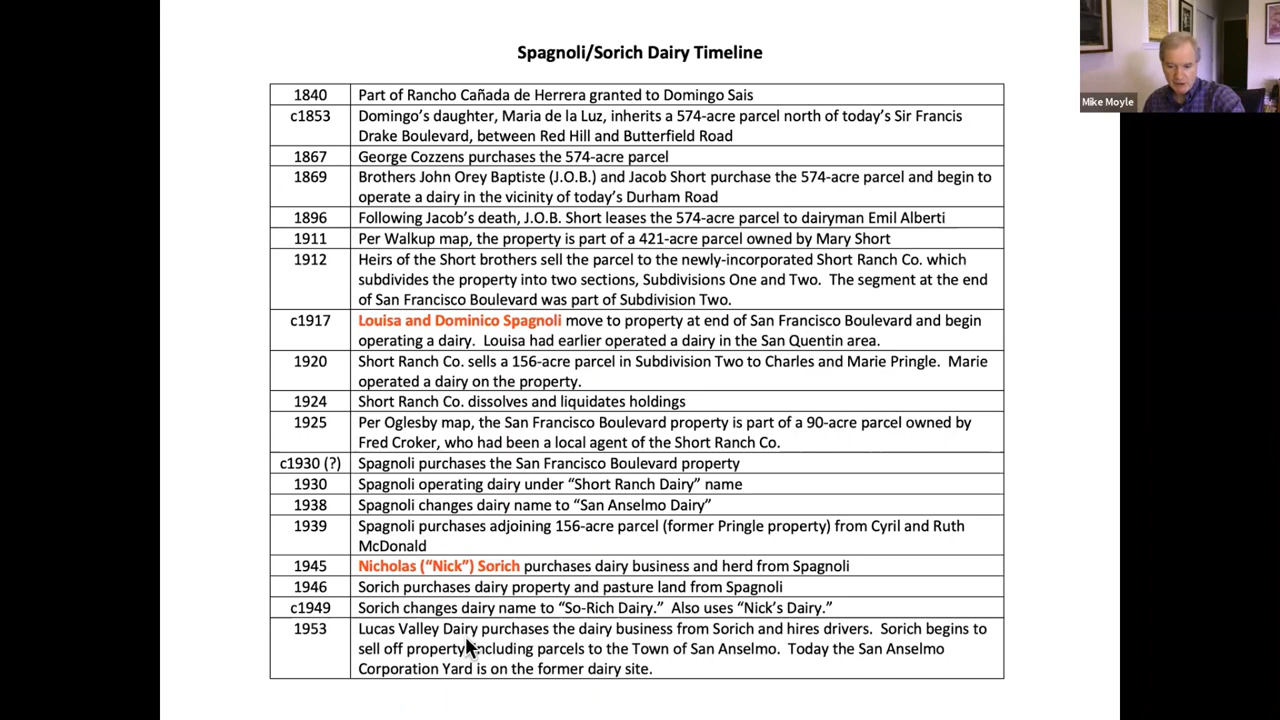 Spagnoli/Sorich Dairy Timeline
1840 Part of Rancho Cañada de Herrera granted to Domingo Sais
c1853 Domingo’s daughter, Maria de la Luz, inherits a 574-acre parcel north of today’s Sir Francis
Drake Boulevard, between Red Hill and Butterfield Road
1867 George Cozzens purchases the 574-acre parcel
1869 Brothers John Orey Baptiste (J.O.B.) and Jacob Short purchase the 574-acre parcel and begin to
operate a dairy in the vicinity of today’s Durham Road
1896 Following Jacob’s death, J.O.B. Short leases the 574-acre parcel to dairyman Emil Alberti
1911 Per Walkup map, the property is part of a 421-acre parcel owned by Mary Short
1912 Heirs of the Short brothers sell the parcel to the newly-incorporated Short Ranch Co. which
subdivides the property into two sections, Subdivisions One and Two. The segment at the end
of San Francisco Boulevard was part of Subdivision Two.
c1917 Louisa and Dominico Spagnoli move to property at end of San Francisco Boulevard and begin
operating a dairy. Louisa had earlier operated a dairy in the San Quentin area.
1920 Short Ranch Co. sells a 156-acre parcel in Subdivision Two to Charles and Marie Pringle. Marie
operated a dairy on the property.
1924 Short Ranch Co. dissolves and liquidates holdings
1925 Per Oglesby map, the San Francisco Boulevard property is part of a 90-acre parcel owned by
Fred Croker, who had been a local agent of the Short Ranch Co.
c1930 (?) Spagnoli purchases the San Francisco Boulevard property
1930 Spagnoli operating dairy under “Short Ranch Dairy” name
1938 Spagnoli changes dairy name to “San Anselmo Dairy”
1939 Spagnoli purchases adjoining 156-acre parcel (former Pringle property) from Cyril and Ruth
McDonald
1945 Nicholas (“Nick”) Sorich purchases dairy business and herd from Spagnoli
1946 Sorich purchases dairy property and pasture land from Spagnoli
c1949 Sorich changes dairy name to “So-Rich Dairy.” Also uses “Nick’s Dairy.”
1953 Lucas Valley Dairy purchases the dairy business from Sorich and hires drivers. Sorich begins to
sell off property including parcels to the Town of San Anselmo. Today the San Anselmo
Corporation Yard is on the former dairy site.
Mike Moyle